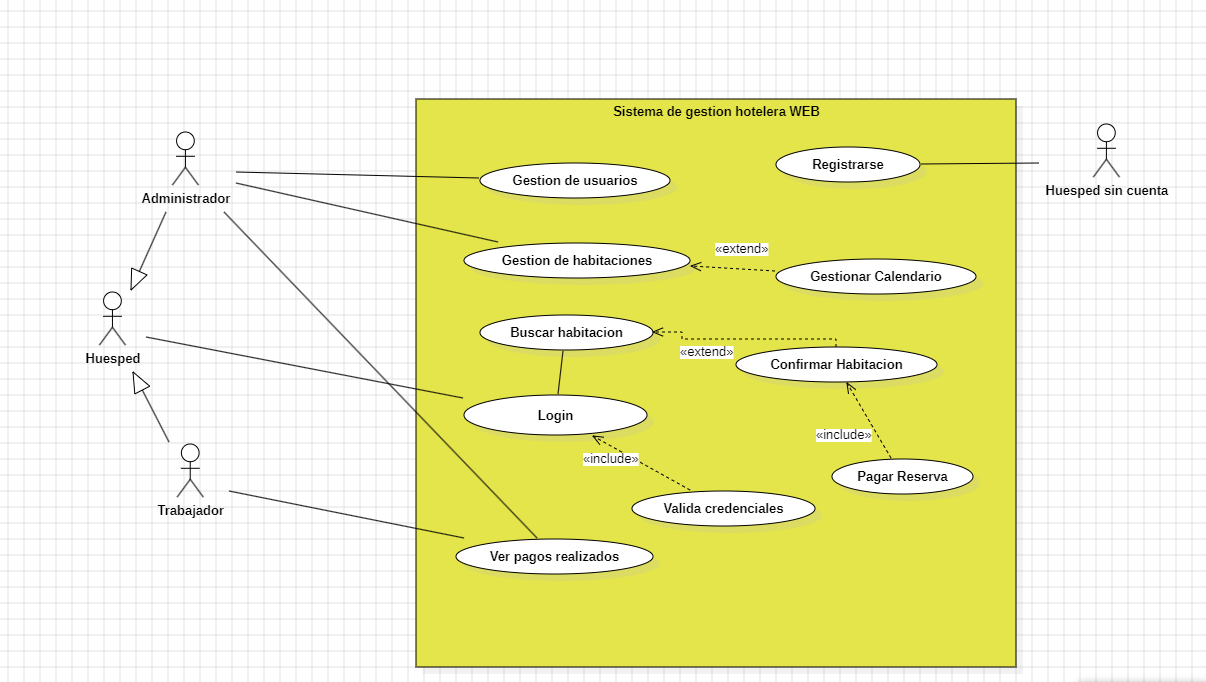 Sistema de gestion hotelera WEB
Administrador
Gestion de usuarios
Registrarse
Huesped sin cuenta
«extend»
Gestion de habitaciones
Gestionar Calendario
Huesped
Buscar habitacion
«extend»
Confirmar Habitacion
Login
«include»
«include»
Pagar Reserva
Trabajador
Valida credenciales
Ver pagos realizados